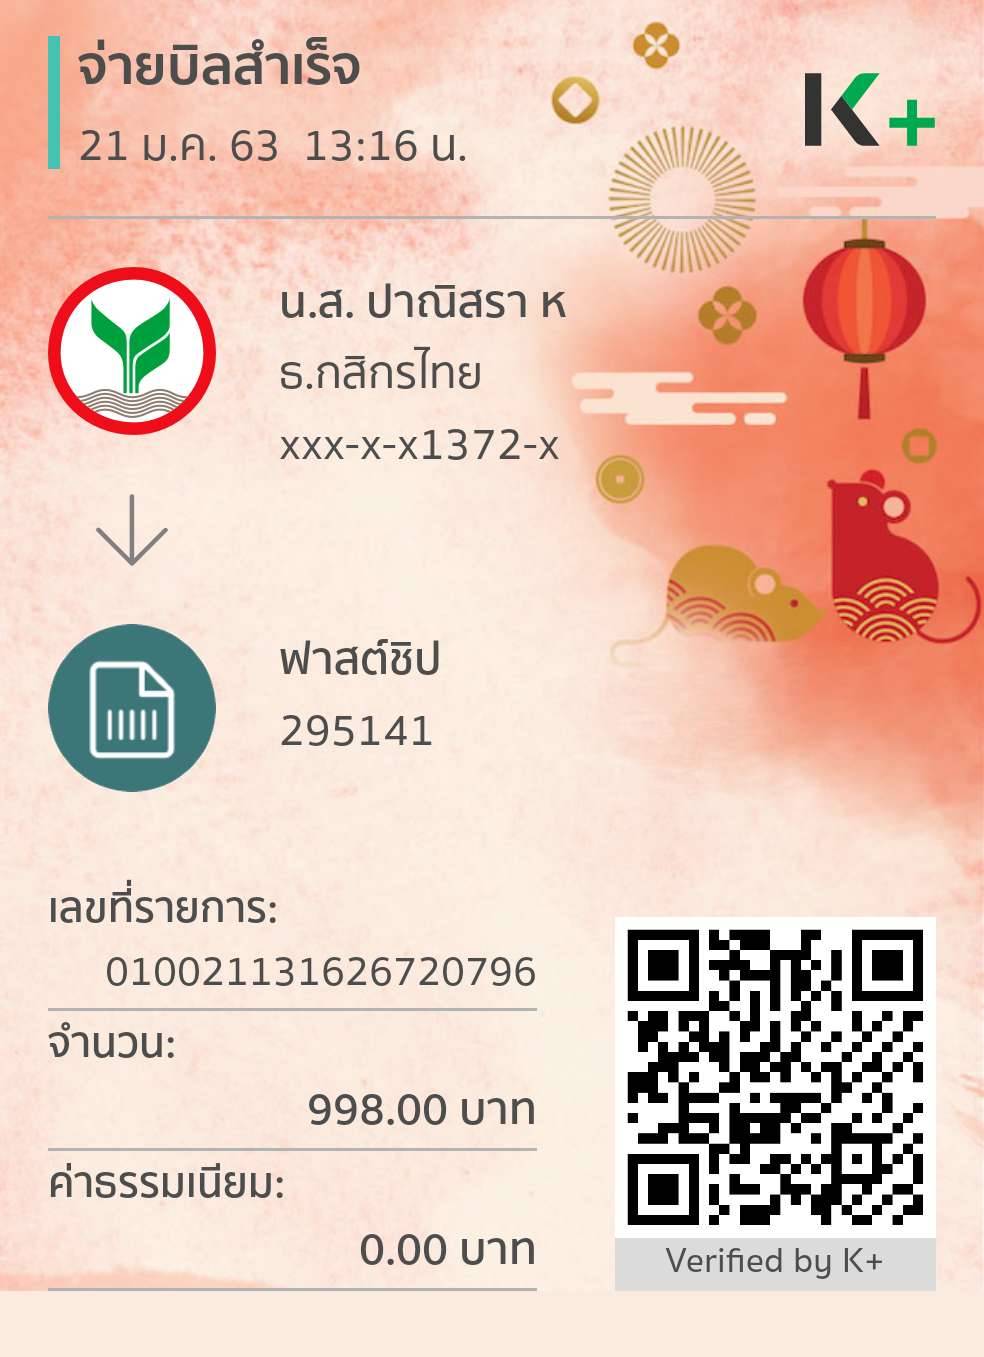 จ่ายบิลสำเร็จ
21 ม.ค. 63 13:16 น.
K+
น.ส. ปาณิสรา ห
ธ.กสิกรไทย
xxx-x-x1372-x
ฟาสต์ชิป
295141
เลขที่รายการ:
010021131626720796
จำนวน:
998.00 บาท
ค่าธรรมเนียม:
0.00 บาท
Verified by K+